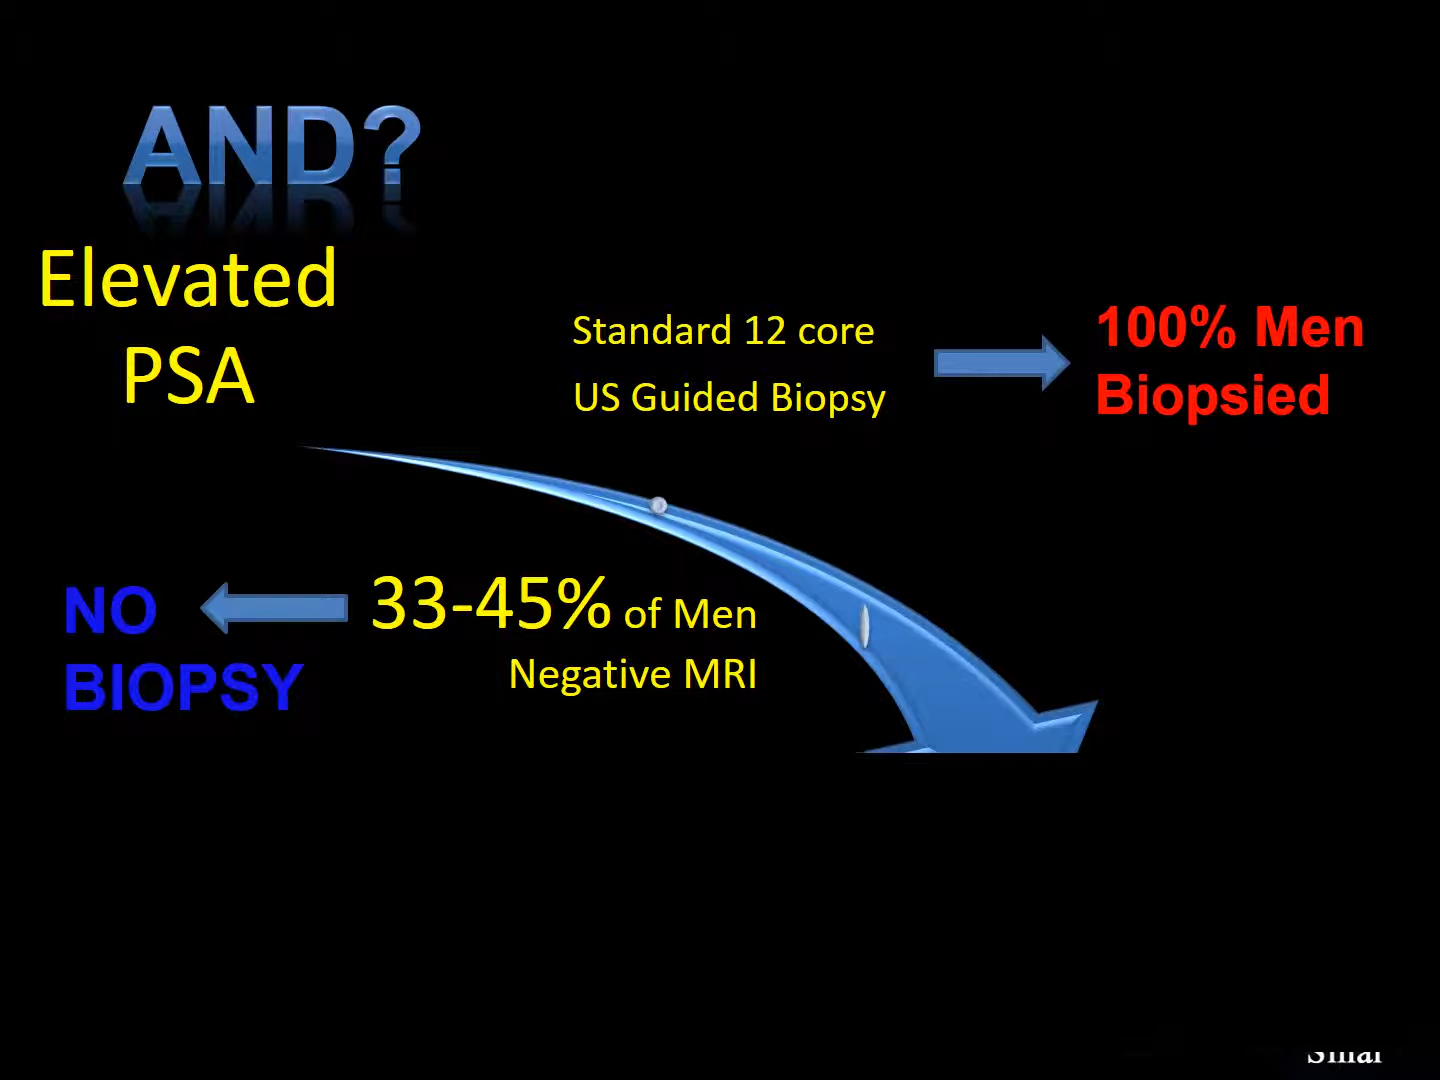 AND?
Elevated
PSA
Standard 12 core
US Guided Biopsy
100% Men
Biopsied
NO
BIOPSY
33-45% of Men
Negative MRI